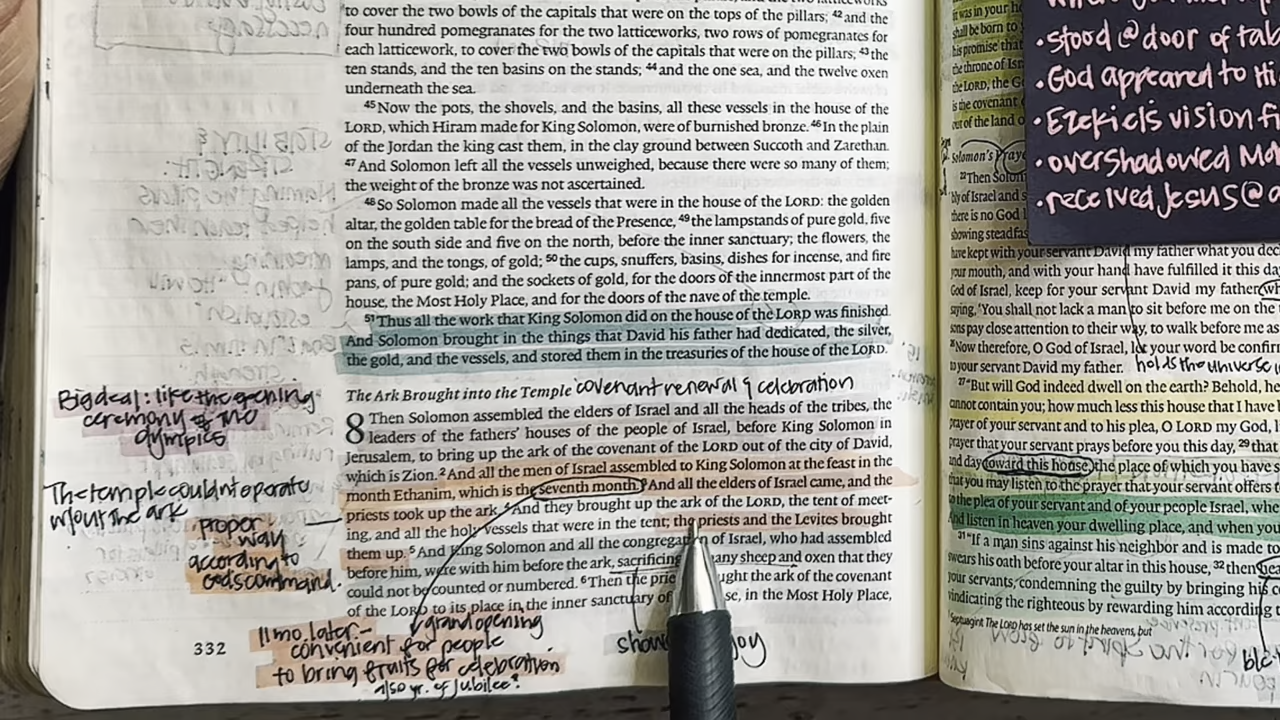 to cover the two bowls of the capitals that were on the tops of the pillars; 42 and the
four hundred pomegranates for the two latticeworks, two rows of pomegranates for
each latticework, to cover the two bowls of the capitals that were on the pillars; 43 the
ten stands, and the ten basins on the stands; 44 and the one sea, and the twelve oxen
underneath the sea.
45 Now the pots, the shovels, and the basins, all these vessels in the house of the
LORD, which Hiram made for King Solomon, were of burnished bronze. 46 In the plain
of the Jordan the king cast them, in the clay ground between Succoth and Zarethan.
47 And Solomon left all the vessels unweighed, because there were so many of them;
the weight of the bronze was not ascertained.
48 So Solomon made all the vessels that were in the house of the LORD: the golden
altar, the golden table for the bread of the Presence, 49 the lampstands of pure gold, five
on the south side and five on the north, before the inner sanctuary; the flowers, the
lamps, and the tongs, of gold; 50 the cups, snuffers, basins, dishes for incense, and fire
pans, of pure gold; and the sockets of gold, for the doors of the innermost part of the
house, the Most Holy Place, and for the doors of the nave of the temple.
51 Thus all the work that King Solomon did on the house of the LORD was finished.
And Solomon brought in the things that David his father had dedicated, the silver,
the gold, and the vessels, and stored them in the treasuries of the house of the LORD.
The Ark Brought into the Temple covenant renewal & celebration
8 Then Solomon assembled the elders of Israel and all the heads of the tribes, the
leaders of the fathers' houses of the people of Israel, before King Solomon in
Jerusalem, to bring up the ark of the covenant of the LORD out of the city of David,
which is Zion. 2 And all the men of Israel assembled to King Solomon at the feast in the
month Ethanim, which is the seventh month. 3 And all the elders of Israel came, and the
priests took up the ark. 4 And they brought up the ark of the LORD, the tent of meet-
ing, and all the holy vessels that were in the tent; the priests and the Levites brought
them up. 5 And King Solomon and all the congregation of Israel, who had assembled
before him, were with him before the ark, sacrificing any sheep and oxen that they
could not be counted or numbered. 6 Then the ught the ark of the covenant
of the LORD to its place in the inner sanctuary of in the Most Holy Place,
Big deal: like the opening
ceremony of the
olympics
The temple couldnt operate
w/out the ark
proper
way
according to
God's command.
11 mo later -
convenient for people
to bring fruits for celebration
also yr. of Jubilee?
grand opening
joy
332
stood @ door of
God appeared to
Ezekiel's vision
overshadowed
received Jesus @
Solomon's
Then
there is no God
have kept with your servant David my father what you
your mouth, and with your hand have fulfilled it this
God of Israel, keep for your servant David my father
saying, 'You shall not lack a man to sit before me on the
sons pay close attention to their way, to walk before me as
Now therefore, O God of Israel, let your word be
to your servant David my father. holds the universe
27 "But will God indeed dwell on the earth? Behold,
cannot contain you; how much less this house that I have
prayer of your servant and to his plea, O LORD my God,
prayer that your servant prays before you this day, 29 that
and day toward this house, the place of which you have
that you may listen to the prayer that your servant offers
to the plea of your servant and of your people Israel,
And listen in heaven your dwelling place, and when you
31 "If a man sins against his neighbor and is made
swears his oath before your altar in this house, 32 then
your servants, condemning the guilty by bringing
vindicating the righteous by rewarding him according
Septuagint The LORD has set the sun in the heavens, but